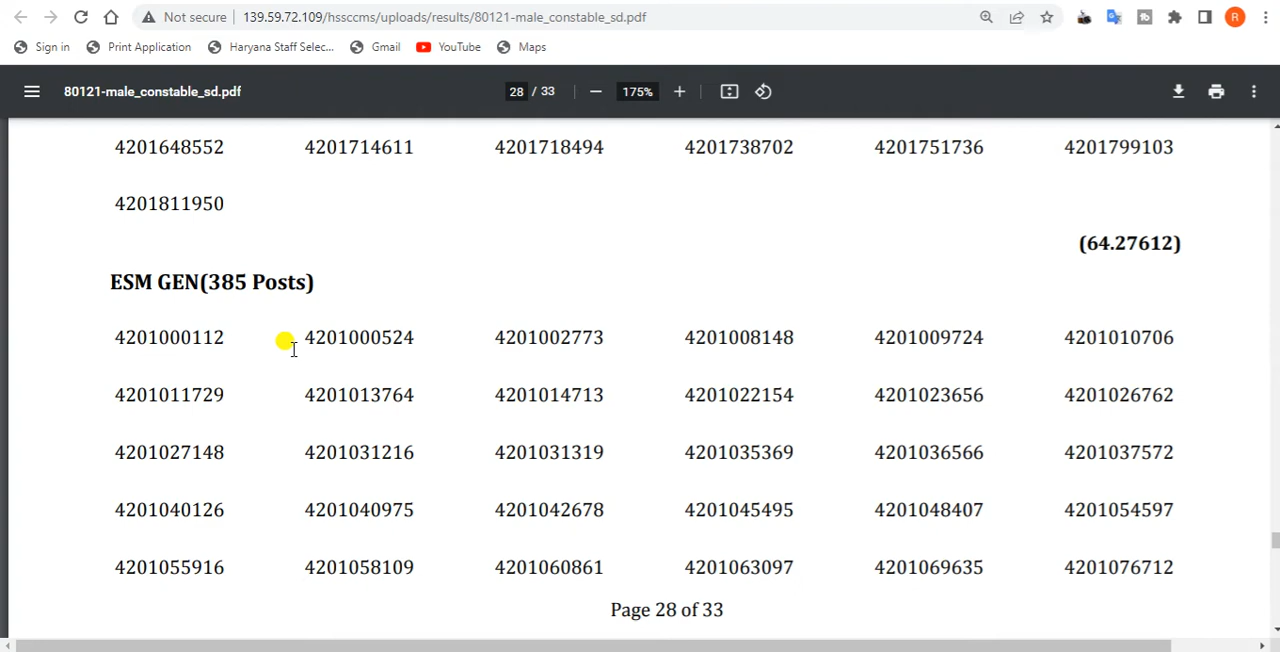 Not secure 139.59.72.109/hssccms/uploads/results/80121-male_constable_sd.pdf R
Sign in Print Application Haryana Staff Selec... Gmail YouTube Maps
80121-male_constable_sd.pdf 28 / 33 175%
4201648552 4201714611 4201718494 4201738702 4201751736 4201799103
4201811950
(64.27612)
ESM GEN(385 Posts)
4201000112 4201000524 4201002773 4201008148 4201009724 4201010706
4201011729 4201013764 4201014713 4201022154 4201023656 4201026762
4201027148 4201031216 4201031319 4201035369 4201036566 4201037572
4201040126 4201040975 4201042678 4201045495 4201048407 4201054597
4201055916 4201058109 4201060861 4201063097 4201069635 4201076712
Page 28 of 33